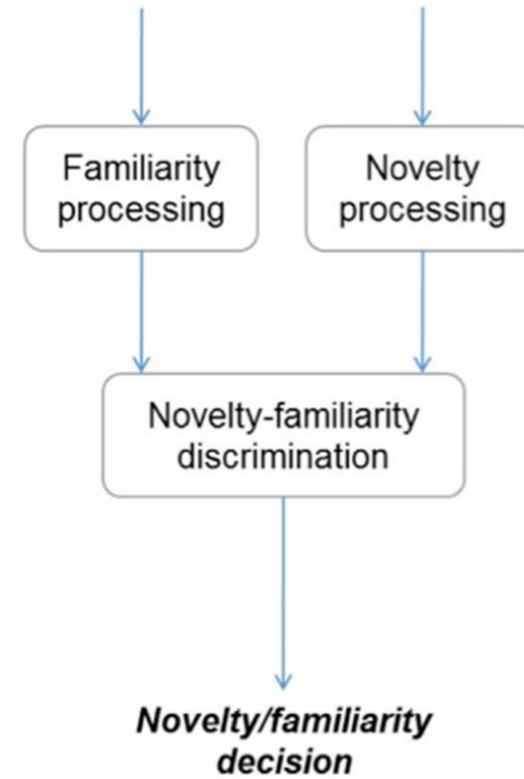 Familiarity
processing
Novelty
processing
Novelty-familiarity
discrimination
Novelty/familiarity
decision